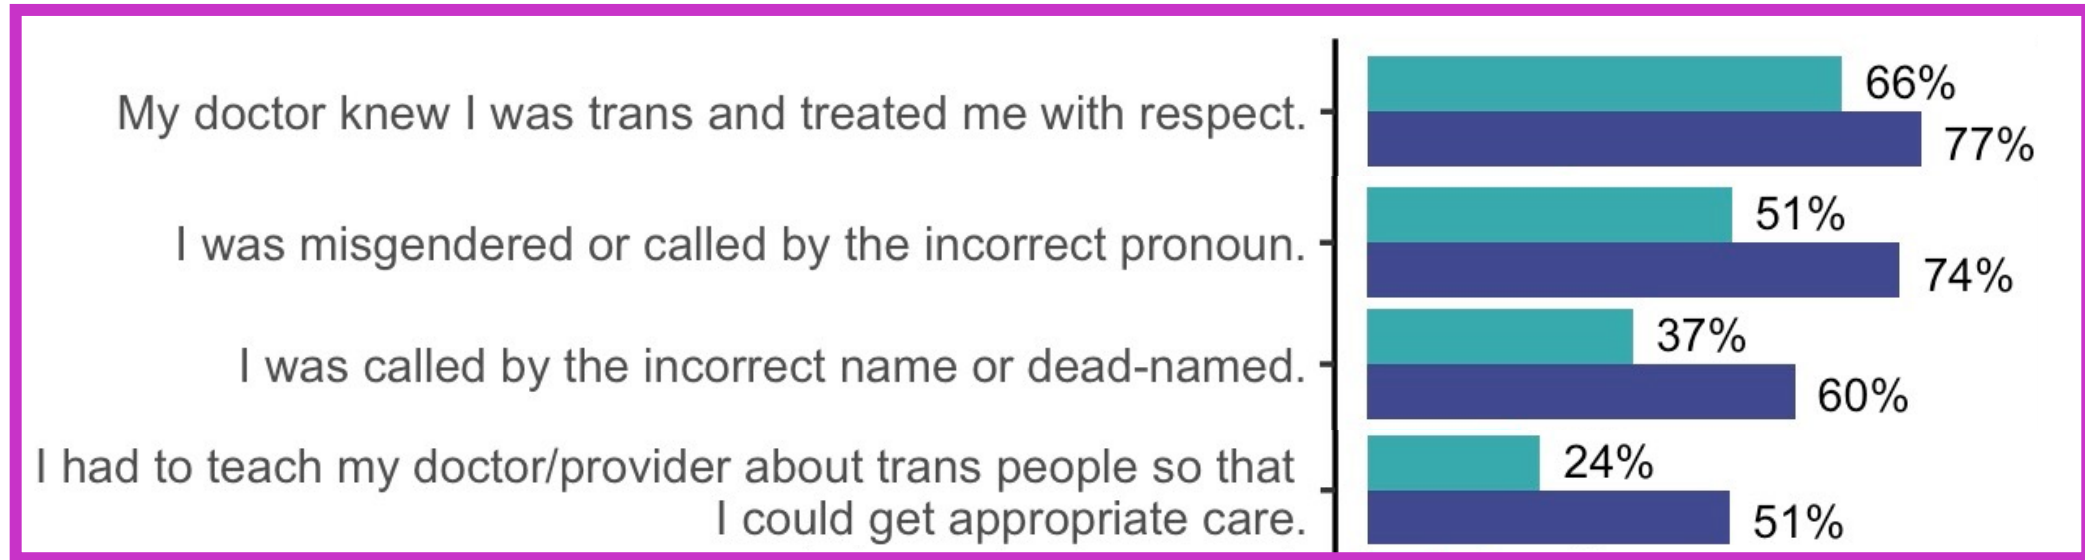 My doctor knew I was trans and treated me with respect.
66%
77%
I was misgendered or called by the incorrect pronoun.
51%
74%
I was called by the incorrect name or dead-named.
37%
60%
I had to teach my doctor/provider about trans people so that
I could get appropriate care.
24%
51%